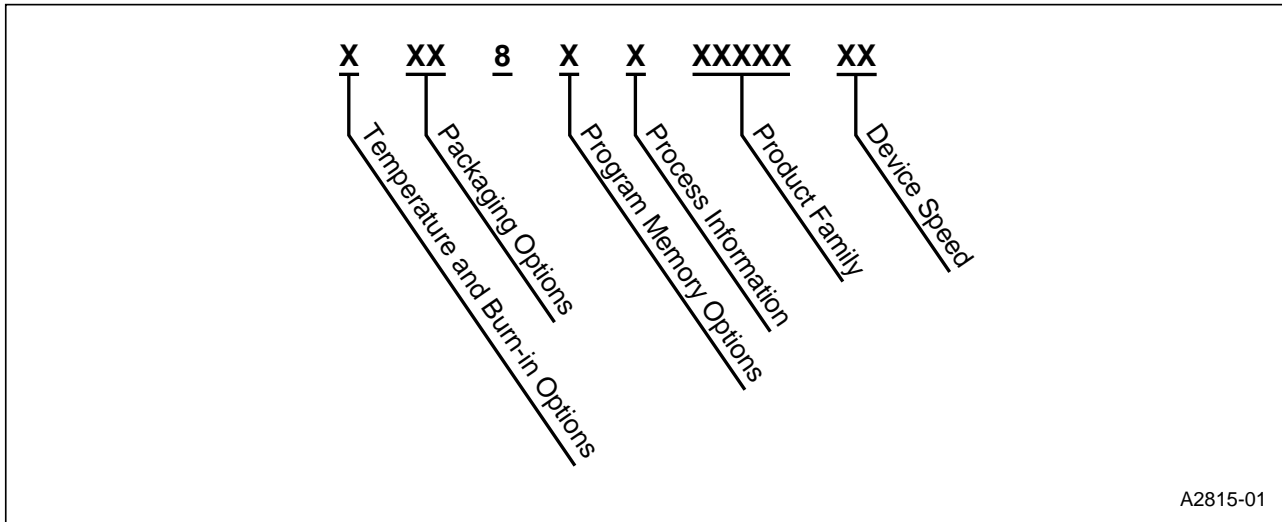 X XX 8 X X XXXXX XX
Temperature and Burn-in Options
Packaging Options
Program Memory Options
Process Information
Product Family
Device Speed
A2815-01